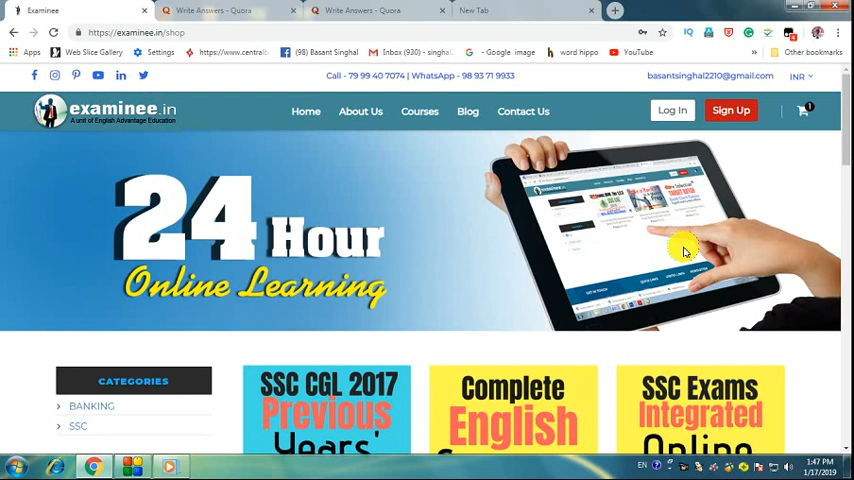 Examinee
Write Answers - Quora
Write Answers - Quora
New Tab
https://examinee.in/shop
Apps
Web Slice Gallery
Settings
https://www.centralb
(98) Basant Singhal
Inbox (930) - singhal
- Google image
word hippo
YouTube
Other bookmarks
Call - 79 99 40 7074 | WhatsApp - 98 93 71 9933
basantsinghal2210@gmail.com
INR
examinee.in
A unit of English Advantage Education
Home
About Us
Courses
Blog
Contact Us
Log In
Sign Up
1
24 Hour
Online Learning
CATEGORIES
BANKING
SSC
SSC CGL 2017
Previous
Years'
Complete
English
SSC Exams
Integrated
Online
EN
1:47 PM
1/17/2019